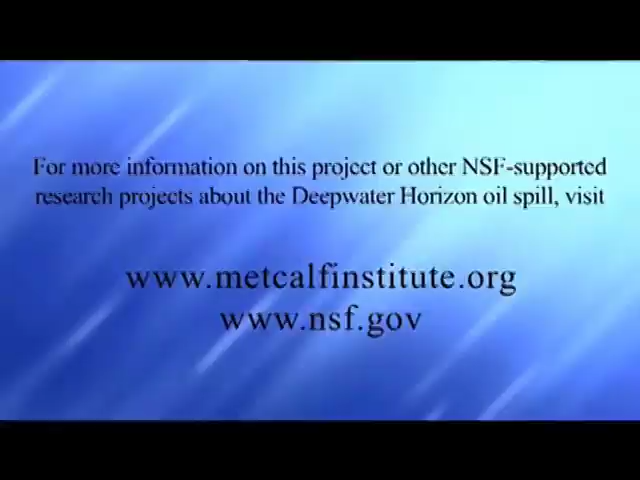 For more information on this project or other NSF-supported
research projects about the Deepwater Horizon oil spill, visit
www.metcalfinstitute.org
www.nsf.gov